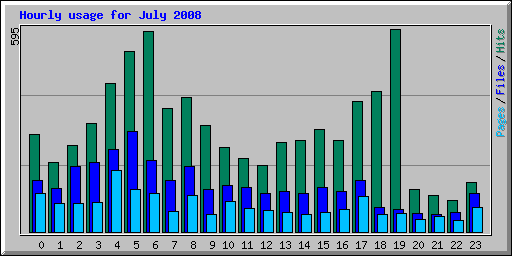 Hourly usage for July 2008
595
Pages / Files / Hits
0 1 2 3 4 5 6 7 8 9 10 11 12 13 14 15 16 17 18 19 20 21 22 23